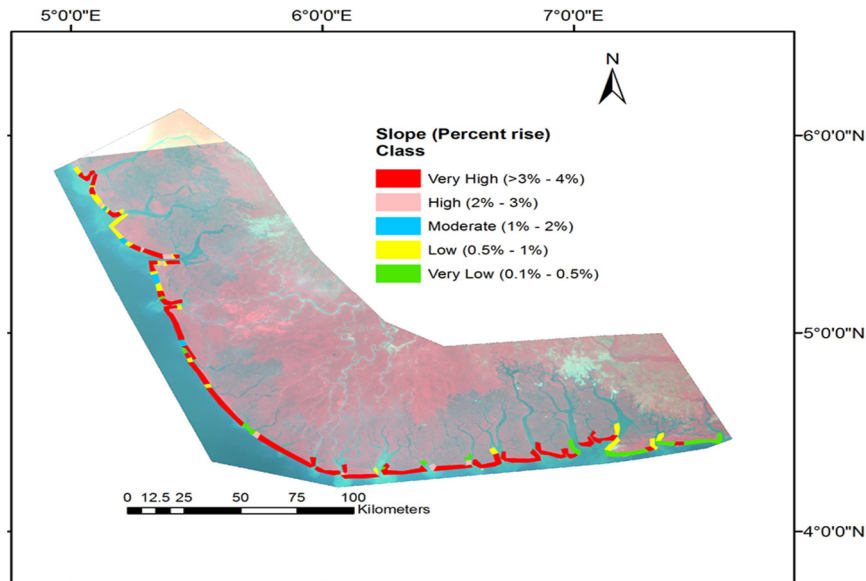 5°0'0"E 6°0'0"E 7°0'0"E
N
Slope (Percent rise)
Class
Very High (>3% - 4%)
High (2% - 3%)
Moderate (1% - 2%)
Low (0.5% - 1%)
Very Low (0.1% - 0.5%)
6°0'0"N
5°0'0"N
0 12.5 25 50 75 100
Kilometers
4°0'0"N